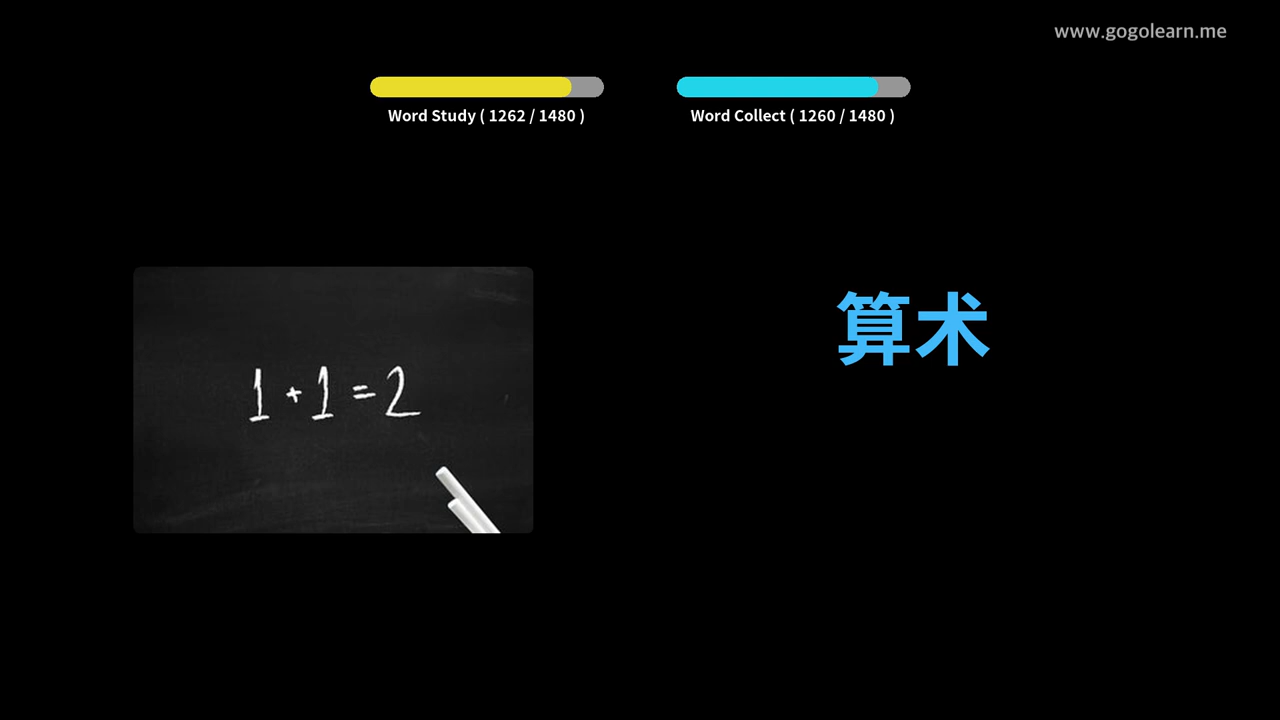 www.gogolearn.me
Word Study ( 1262 / 1480 )
Word Collect ( 1260 / 1480 )
算术
1 + 1 = 2